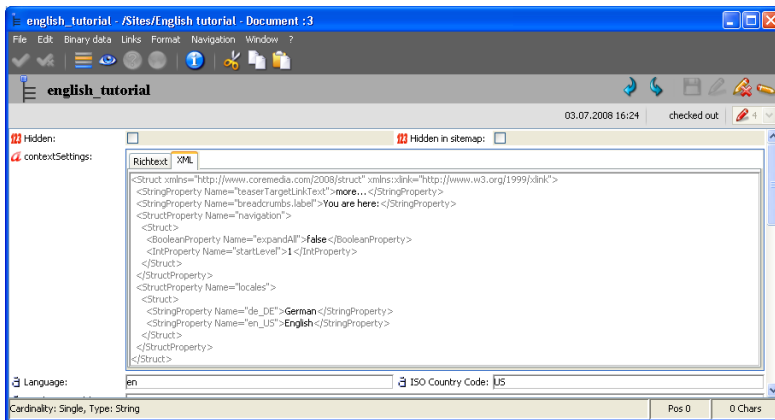 english_tutorial - /Sites/English tutorial - Document :3
File Edit Binary data Links Format Navigation Window ?
english_tutorial
03.07.2008 16:24 checked out 4
Hidden: Hidden in sitemap:
contextSettings:
Richtext XML
<Struct xmlns="http://www.coremedia.com/2008/struct" xmlns:xlink="http://www.w3.org/1999/xlink">
<StringProperty Name="teaserTargetLinkText">more...</StringProperty>
<StringProperty Name="breadcrumbs.label">You are here:</StringProperty>
<StructProperty Name="navigation">
<Struct>
<BooleanProperty Name="expandAll">false</BooleanProperty>
<IntProperty Name="startLevel">1</IntProperty>
</Struct>
</StructProperty>
<StructProperty Name="locales">
<Struct>
<StringProperty Name="de_DE">German</StringProperty>
<StringProperty Name="en_US">English</StringProperty>
</Struct>
</StructProperty>
</Struct>
Language: en ISO Country Code: US
Cardinality: Single, Type: String Pos 0 0 Chars